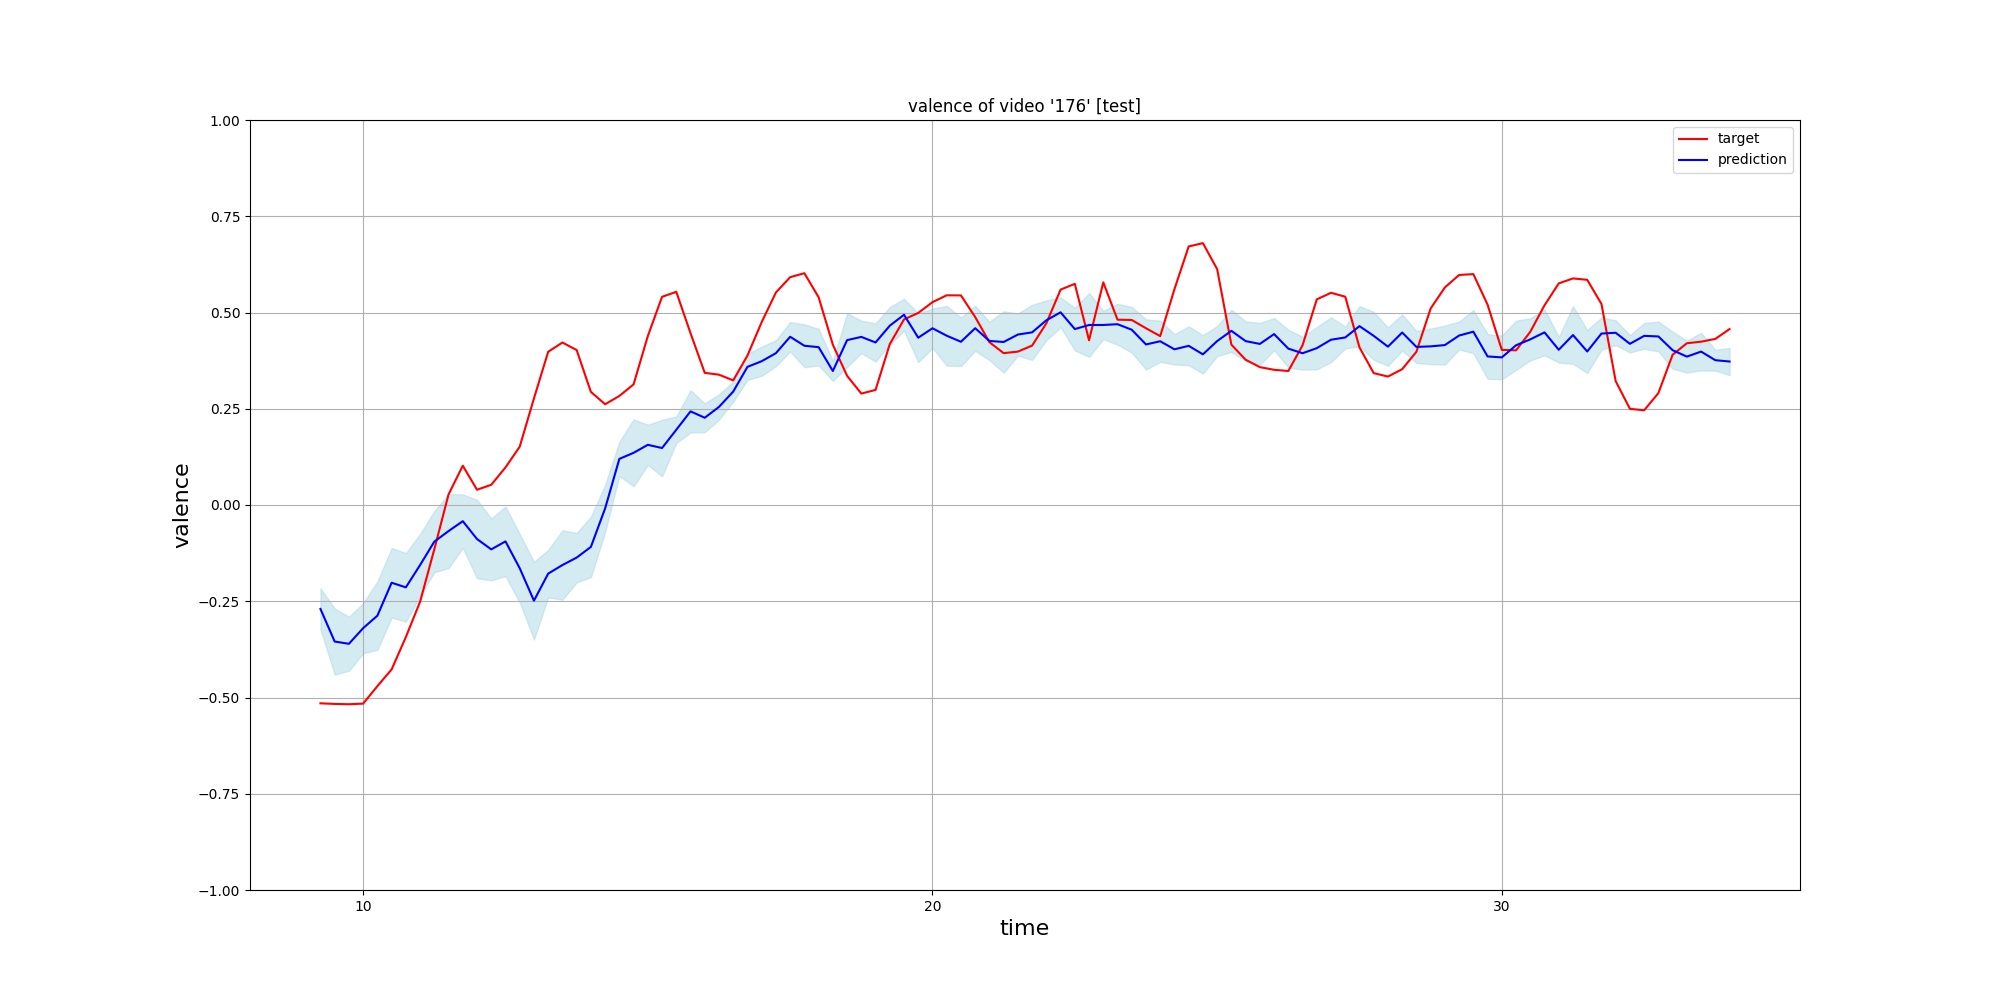 valence of video '176' [test]
target
prediction
1.00
0.75
0.50
0.25
0.00
−0.25
−0.50
−0.75
−1.00
valence
10 20 30
time